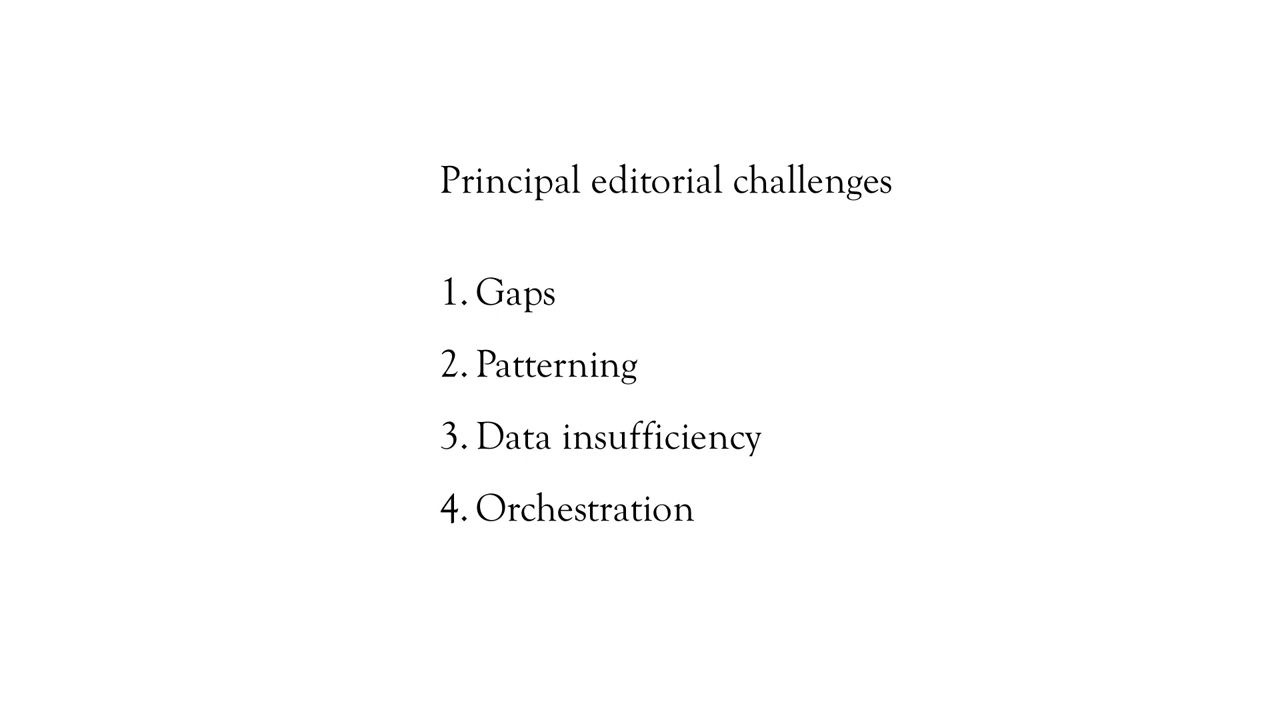 Principal editorial challenges
1. Gaps
2. Patterning
3. Data insufficiency
4. Orchestration